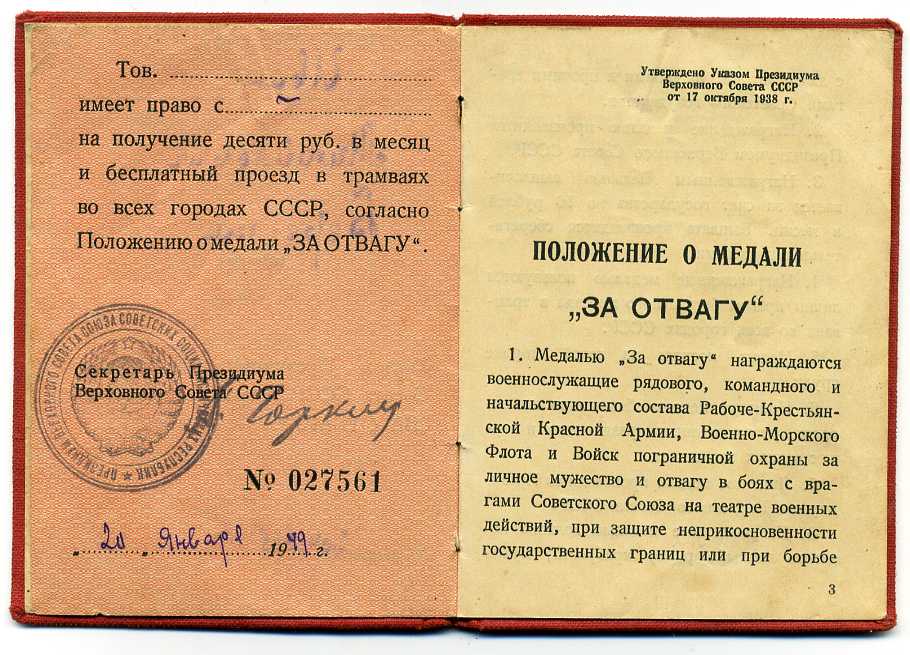 Тов.
имеет право с ~
на получение десяти руб. в месяц
и бесплатный проезд в трамваях
во всех городах СССР, согласно
Положению о медали „ЗА ОТВАГУ“.
Секретарь Президиума
Верховного Совета СССР
Горкин
№ 027561
„20„ Январе 1949 г.
Утверждено Указом Президиума
Верховного Совета СССР
от 17 октября 1938 г.
ПОЛОЖЕНИЕ О МЕДАЛИ
„ЗА ОТВАГУ“
1. Медалью „За отвагу“ награждаются
военнослужащие рядового, командного и
начальствующего состава Рабоче-Крестьян-
ской Красной Армии, Военно-Морского
Флота и Войск пограничной охраны за
личное мужество и отвагу в боях с вра-
гами Советского Союза на театре военных
действий, при защите неприкосновенности
государственных границ или при борьбе
3